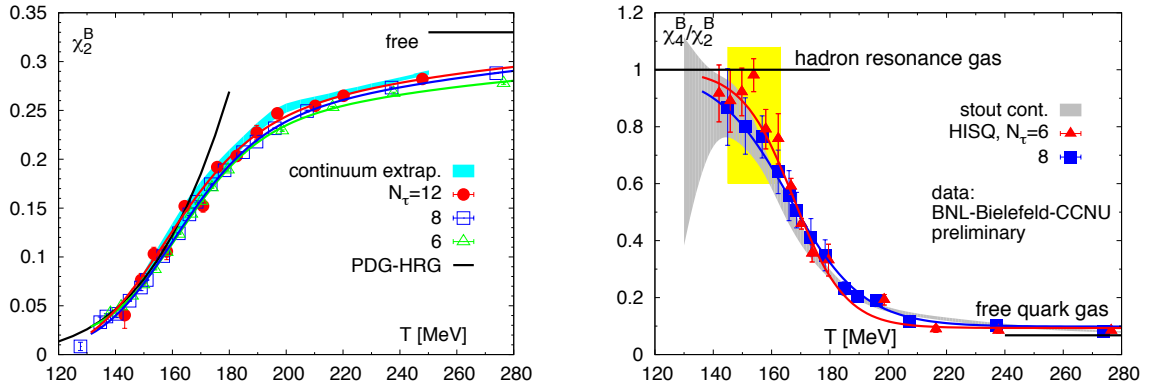 χ₂ᴮ
free
continuum extrap.
Nτ=12
8
6
PDG-HRG
T [MeV]
0
0.05
0.1
0.15
0.2
0.25
0.3
0.35
120 140 160 180 200 220 240 260 280
χ₄ᴮ/χ₂ᴮ
hadron resonance gas
stout cont.
HISQ, Nτ=6
8
data:
BNL-Bielefeld-CCNU
preliminary
free quark gas
T [MeV]
0
0.2
0.4
0.6
0.8
1
1.2
120 140 160 180 200 220 240 260 280